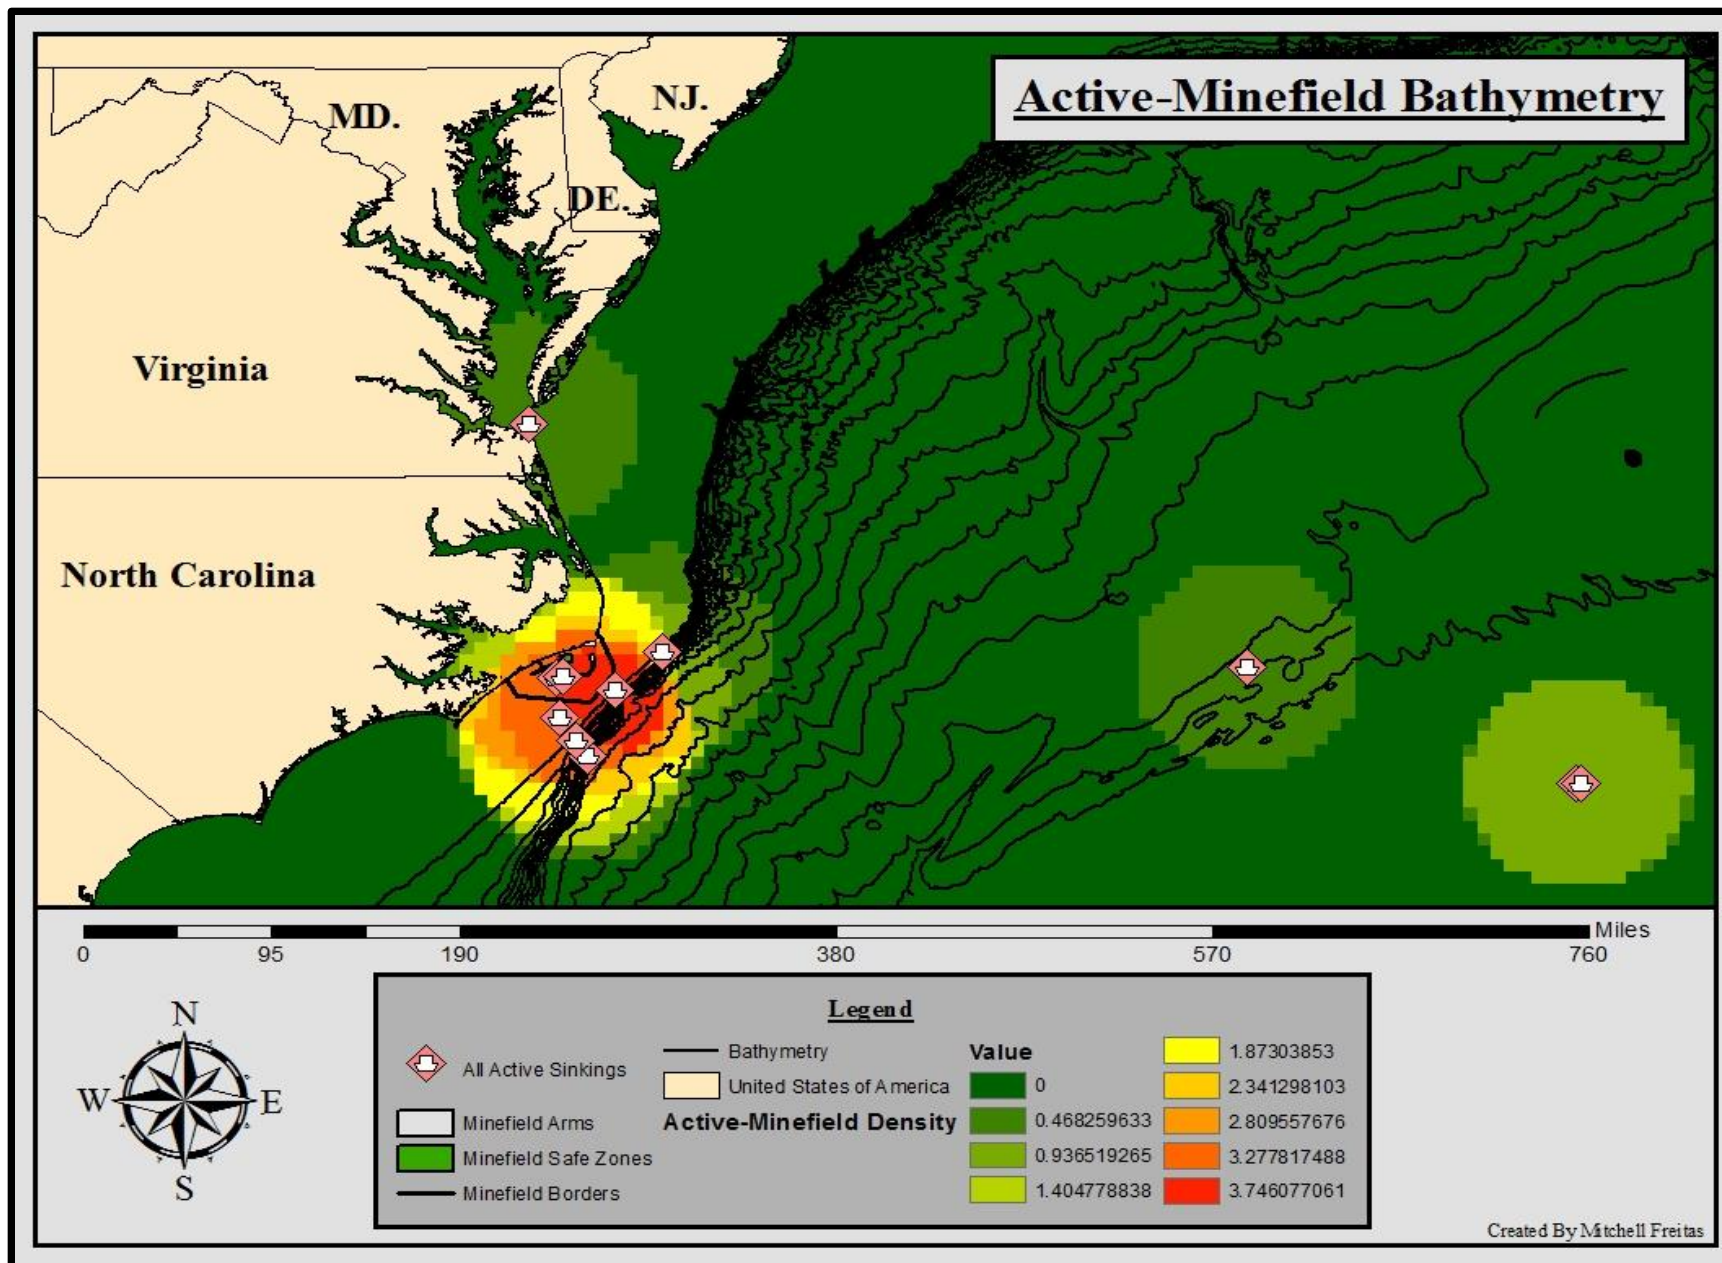 Active-Minefield Bathymetry
MD.
NJ.
DE.
Virginia
North Carolina
Miles
0 95 190 380 570 760
N
W E
S
Legend
All Active Sinkings
Minefield Arms
Minefield Safe Zones
Minefield Borders
Bathymetry
United States of America
Active-Minefield Density
Value
0
0.468259633
0.936519265
1.404778838
1.87303853
2.341298103
2.809557676
3.277817488
3.746077061
Created By Mitchell Freitas